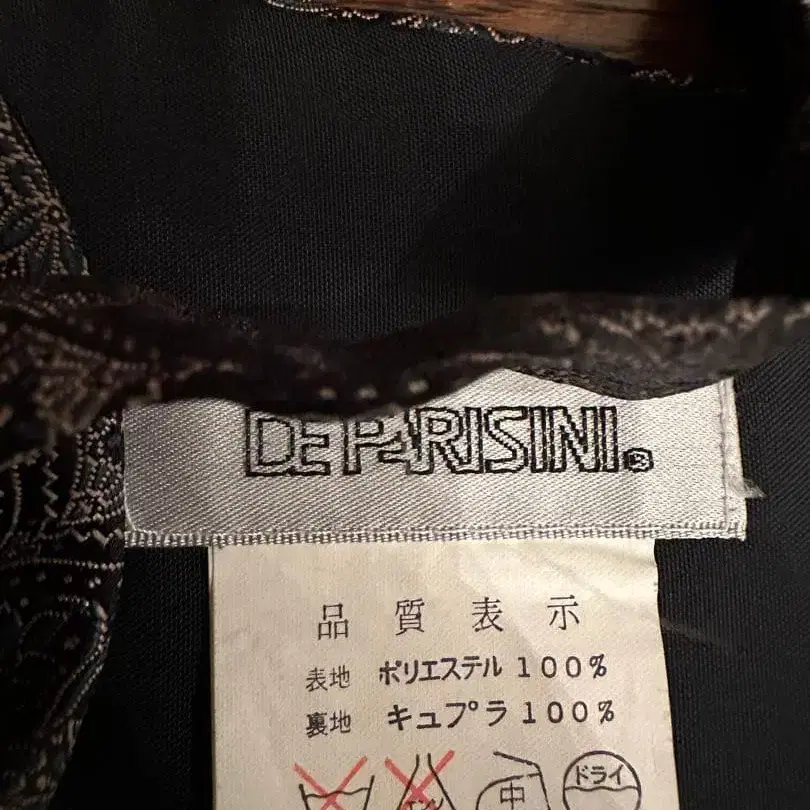 DE PARISINI®
品質表示
表地 ポリエステル 100%
裏地 キュプラ 100%
中 ドライ